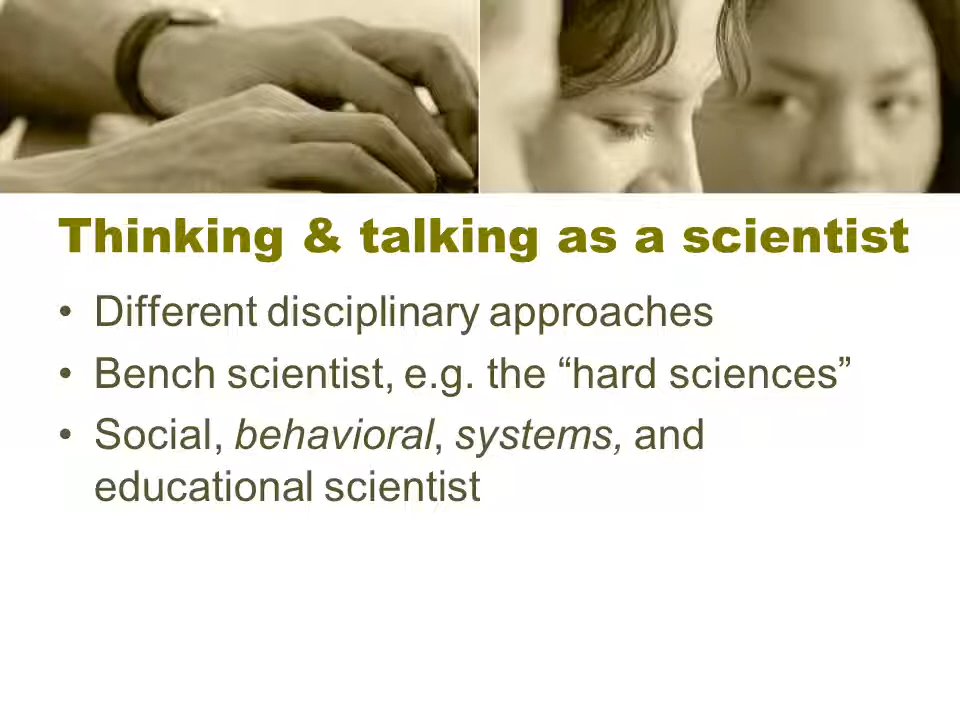 Thinking & talking as a scientist
• Different disciplinary approaches
• Bench scientist, e.g. the “hard sciences”
• Social, behavioral, systems, and
educational scientist